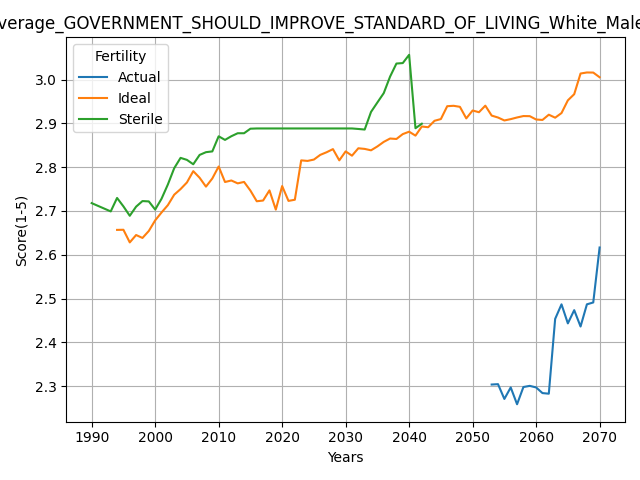 verage_GOVERNMENT_SHOULD_IMPROVE_STANDARD_OF_LIVING_White_Male
Fertility
Actual
Ideal
Sterile
Score(1-5)
3.0
2.9
2.8
2.7
2.6
2.5
2.4
2.3
1990 2000 2010 2020 2030 2040 2050 2060 2070
Years